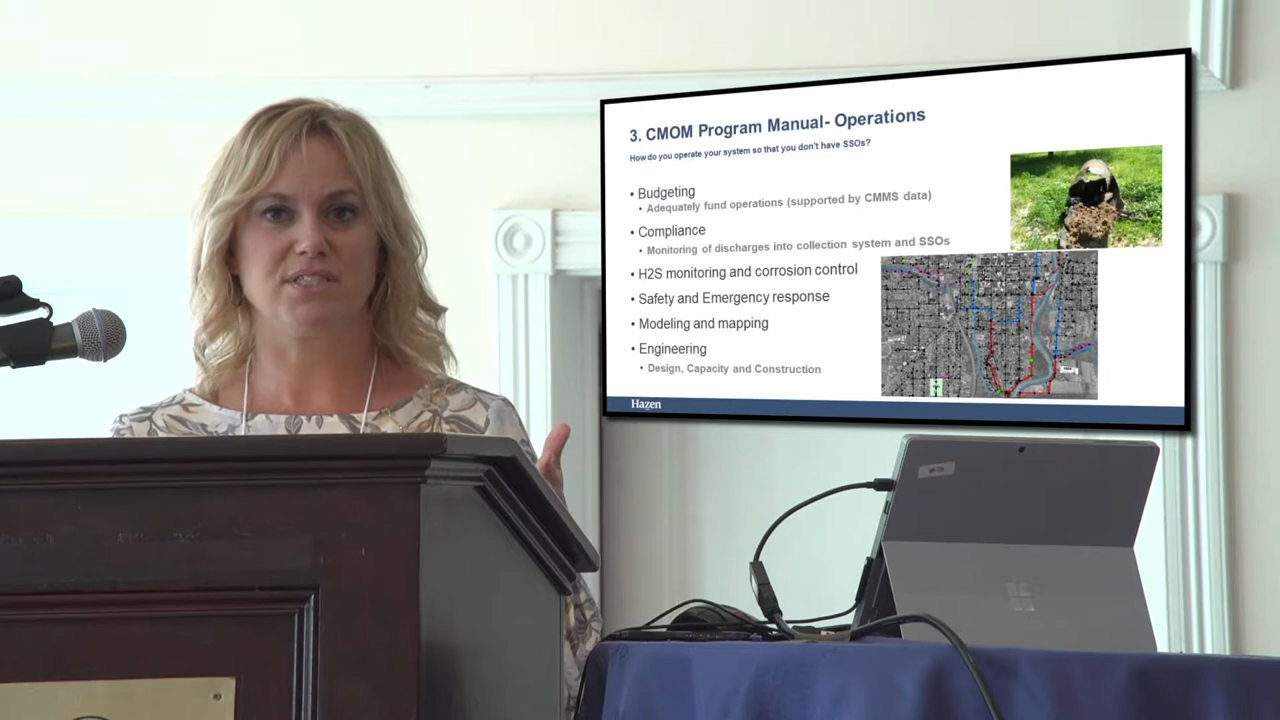 3. CMOM Program Manual- Operations
How do you operate your system so that you don't have SSOs?
• Budgeting
• Adequately fund operations (supported by CMMS data)
• Compliance
• Monitoring of discharges into collection system and SSOs
• H2S monitoring and corrosion control
• Safety and Emergency response
• Modeling and mapping
• Engineering
• Design, Capacity and Construction
Hazen